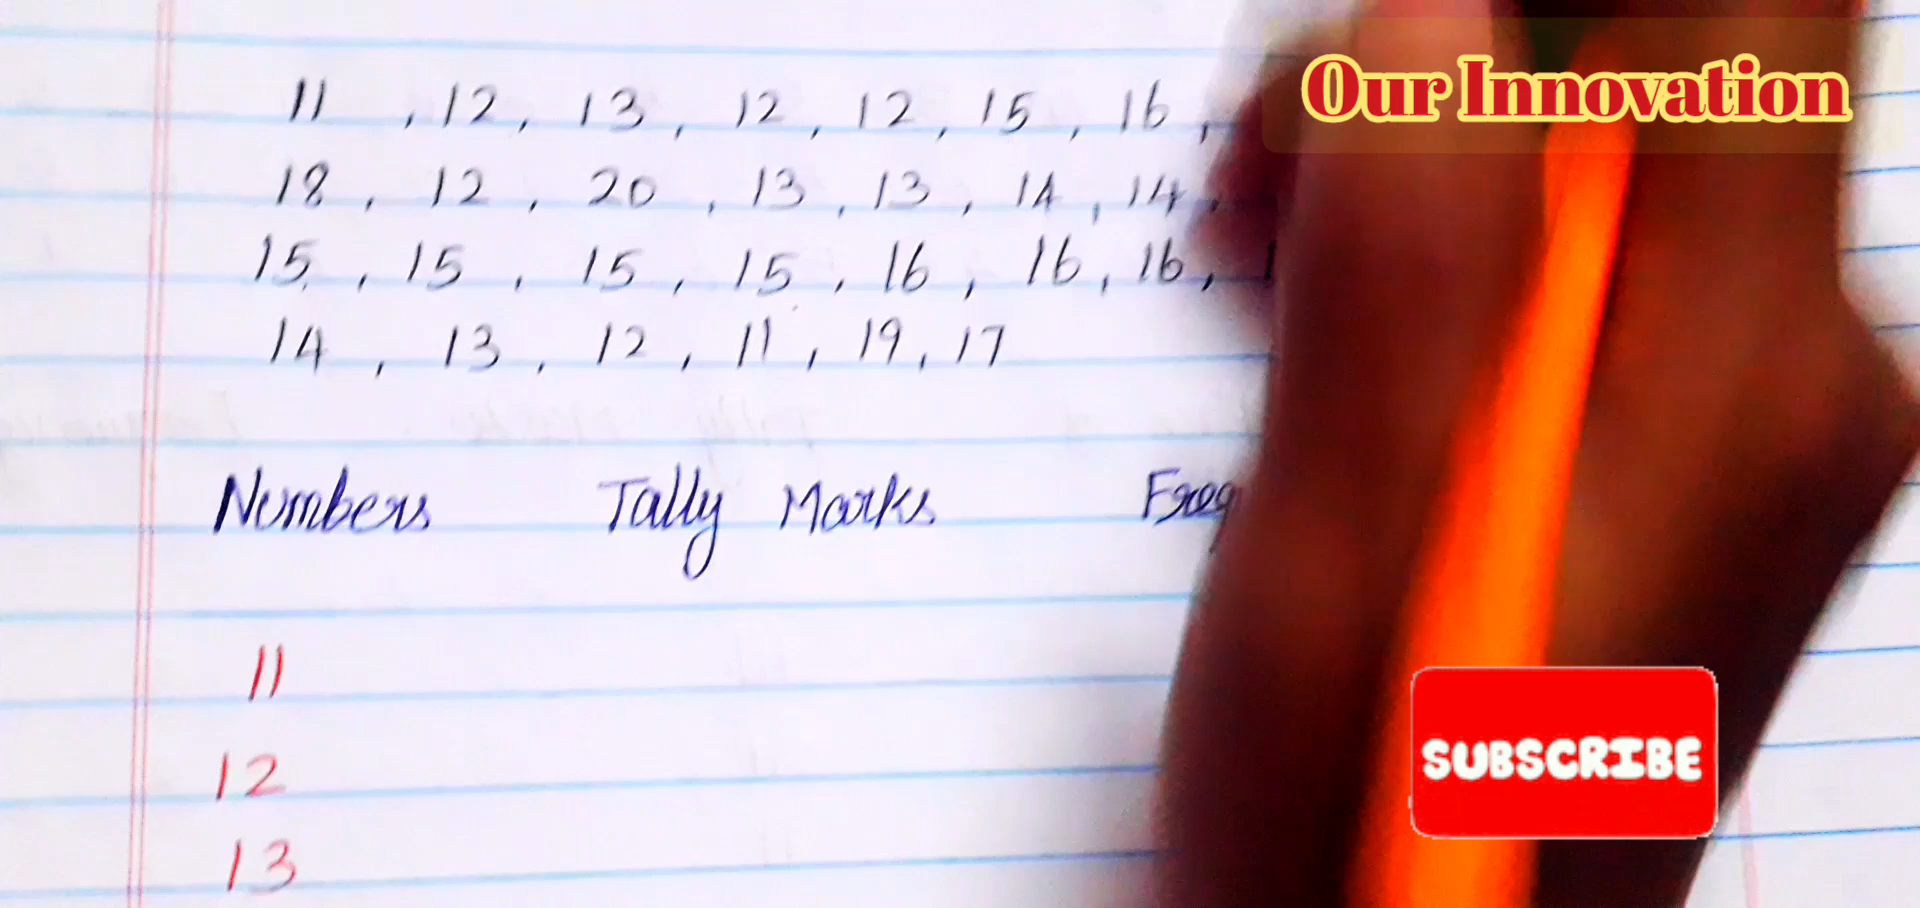 Our Innovation
11 , 12 , 13 , 12 , 12 , 15 , 16 ,
18 , 12 , 20 , 13 , 13 , 14 , 14 ,
15 , 15 , 15 , 15 , 16 , 16 , 16 ,
14 , 13 , 12 , 11 , 19 , 17
Numbers Tally Marks
11
12
13
SUBSCRIBE